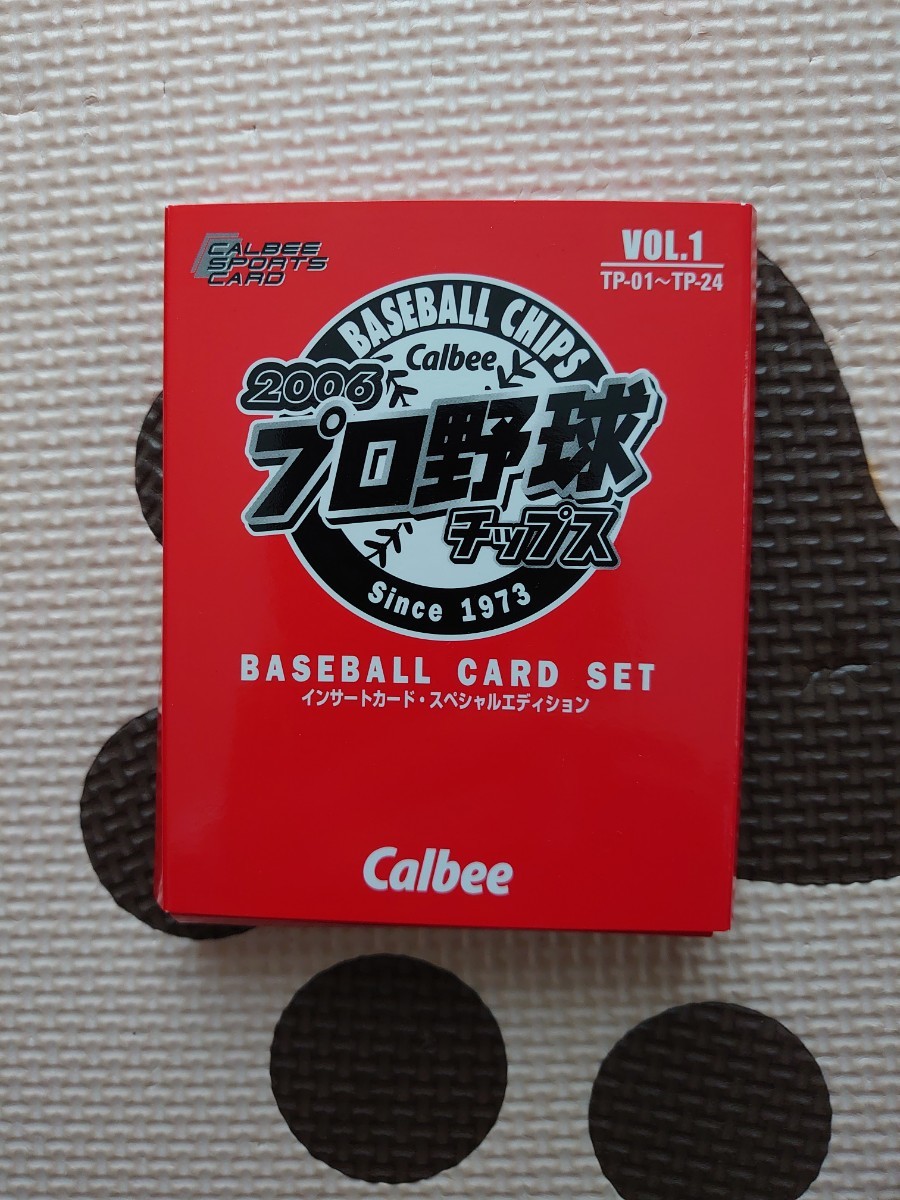 CALBEE
SPORTS
CARD
VOL.1
TP-01〜TP-24
BASEBALL CHIPS
Calbee
2006
プロ野球
チップス
Since 1973
BASEBALL CARD SET
インサートカード・スペシャルエディション
Calbee